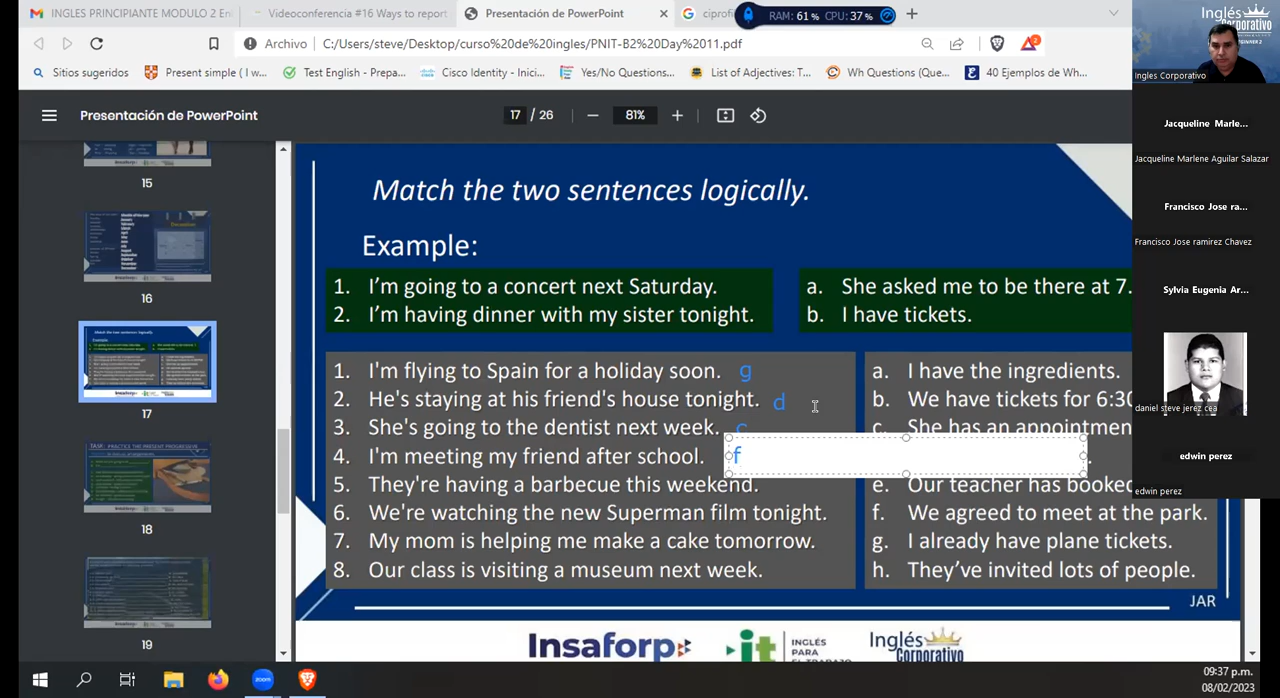 INGLES PRINCIPIANTE MODULO 2 En
Videoconferencia #16 Ways to report
Presentación de PowerPoint
ciprofl
RAM: 61 % CPU: 37 %
Archivo C:/Users/steve/Desktop/curso%20de%20ingles/PNIT-B2%20Day%2011.pdf
2
Sitios sugeridos
Present simple ( I w...
Test English - Prepa...
Cisco Identity - Inici...
Yes/No Questions...
List of Adjectives: T...
Wh Questions (Que...
40 Ejemplos de Wh...
Presentación de PowerPoint
17 / 26
81%
15
16
17
18
19
Match the two sentences logically.
Example:
1. I'm going to a concert next Saturday.
2. I'm having dinner with my sister tonight.
a. She asked me to be there at 7.
b. I have tickets.
1. I'm flying to Spain for a holiday soon. g
2. He's staying at his friend's house tonight. d
3. She's going to the dentist next week. c
4. I'm meeting my friend after school. f
5. They're having a barbecue this weekend.
6. We're watching the new Superman film tonight.
7. My mom is helping me make a cake tomorrow.
8. Our class is visiting a museum next week.
a. I have the ingredients.
b. We have tickets for 6:30
c. She has an appointmen
e. Our teacher has booked
f. We agreed to meet at the park.
g. I already have plane tickets.
h. They've invited lots of people.
JAR
Insaforp
it INGLÉS
PARA
EL TRABAJO
Inglés
Corporativo
Inglés
Corporativo
Ingles Corporativo
Jacqueline Marle...
Jacqueline Marlene Aguilar Salazar
Francisco Jose ra...
Francisco Jose ramirez Chavez
Sylvia Eugenia Ar...
daniel steve jerez cea
edwin perez
edwin perez
09:37 p.m.
08/02/2023